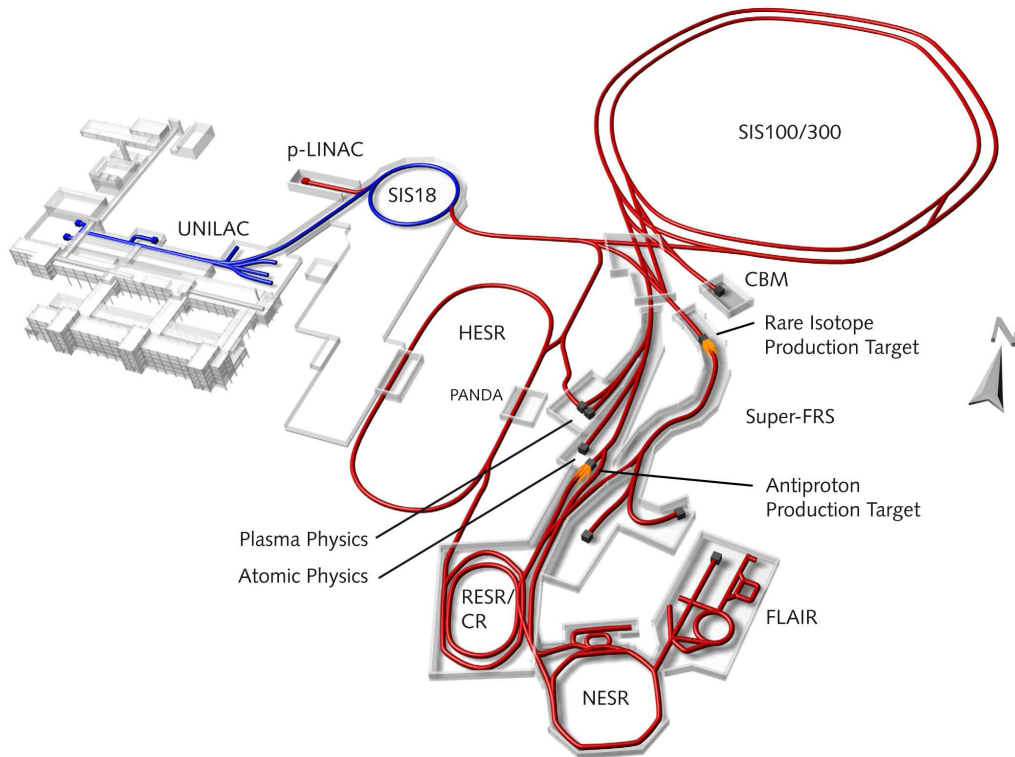 SIS100/300
p-LINAC
SIS18
UNILAC
CBM
HESR
Rare Isotope
Production Target
PANDA
Super-FRS
Antiproton
Production Target
Plasma Physics
Atomic Physics
RESR/
CR
FLAIR
NESR
N